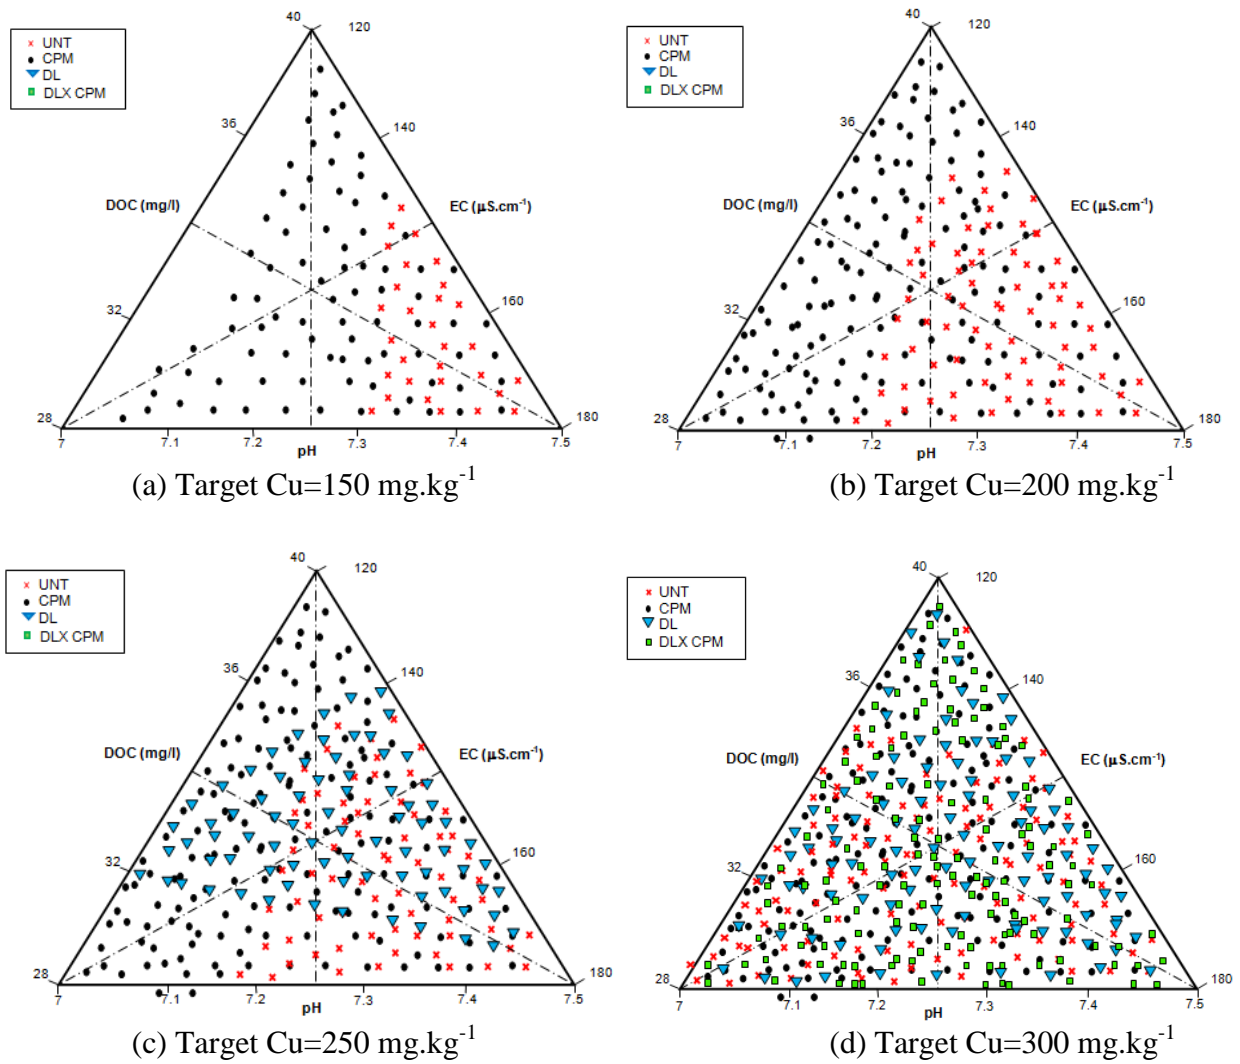 40
120
UNT
CPM
DL
DLX CPM
36
140
DOC (mg/l)
EC (µS.cm⁻¹)
32
160
28
180
7
7.1
7.2
7.3
7.4
7.5
pH
(a) Target Cu=150 mg.kg⁻¹
40
120
UNT
CPM
DL
DLX CPM
36
140
DOC (mg/l)
EC (µS.cm⁻¹)
32
160
28
180
7
7.1
7.2
7.3
7.4
7.5
pH
(b) Target Cu=200 mg.kg⁻¹
40
120
UNT
CPM
DL
DLX CPM
36
140
DOC (mg/l)
EC (µS.cm⁻¹)
32
160
28
180
7
7.1
7.2
7.3
7.4
7.5
pH
(c) Target Cu=250 mg.kg⁻¹
40
120
UNT
CPM
DL
DLX CPM
36
140
DOC (mg/l)
EC (µS.cm⁻¹)
32
160
28
180
7
7.1
7.2
7.3
7.5
pH
(d) Target Cu=300 mg.kg⁻¹